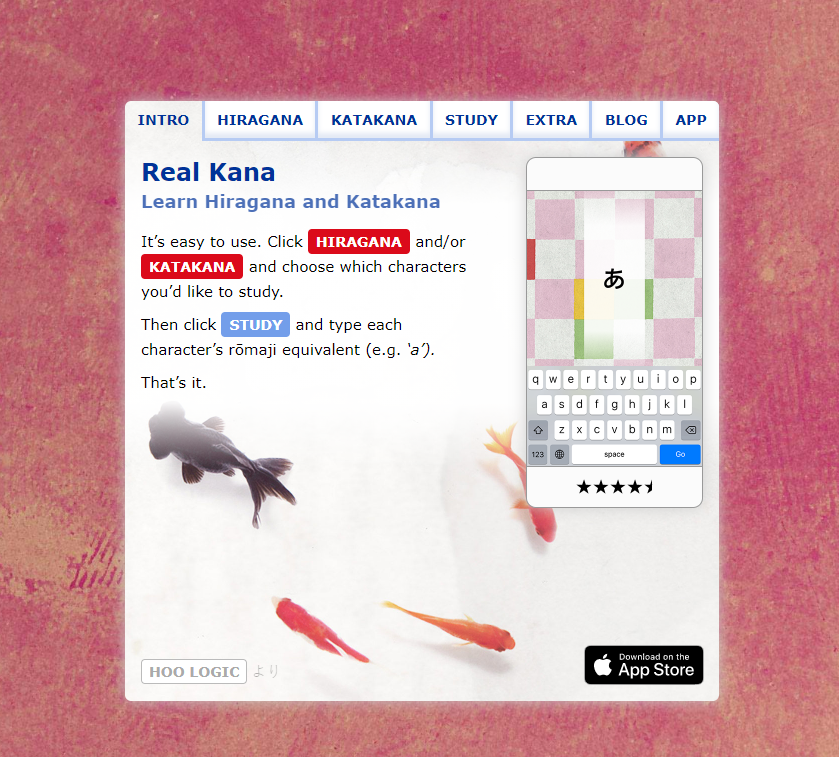 INTRO HIRAGANA KATAKANA STUDY EXTRA BLOG APP
Real Kana
Learn Hiragana and Katakana
It’s easy to use. Click HIRAGANA and/or
KATAKANA and choose which characters
you’d like to study.
Then click STUDY and type each
character’s rōmaji equivalent (e.g. ‘a’).
That’s it.
あ
q w e r t y u i o p
a s d f g h j k l
z x c v b n m
123 space Go
HOO LOGIC より
Download on the
App Store